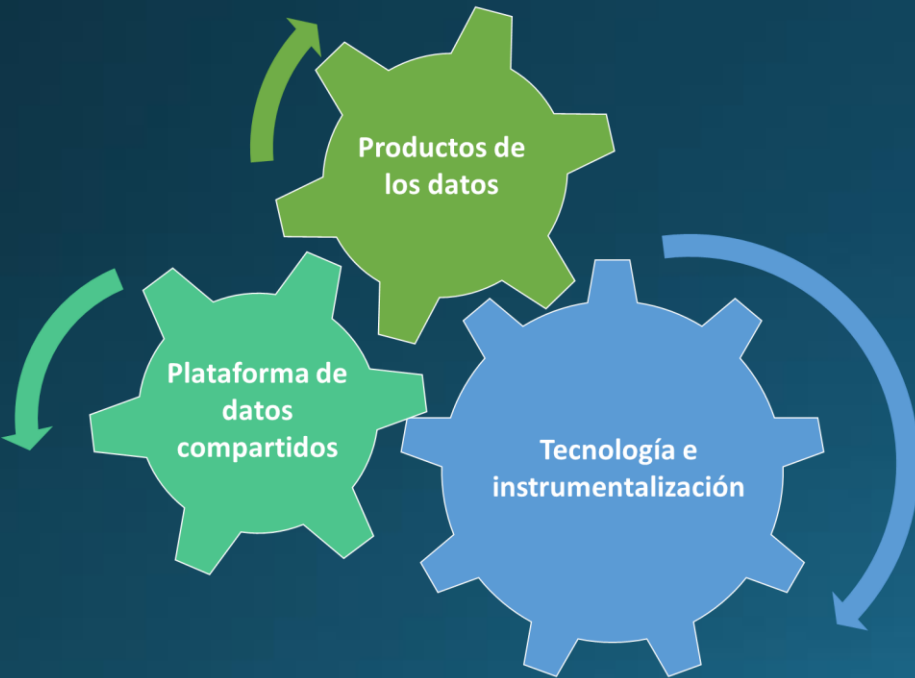 Productos de
los datos
Plataforma de
datos
compartidos
Tecnología e
instrumentalización